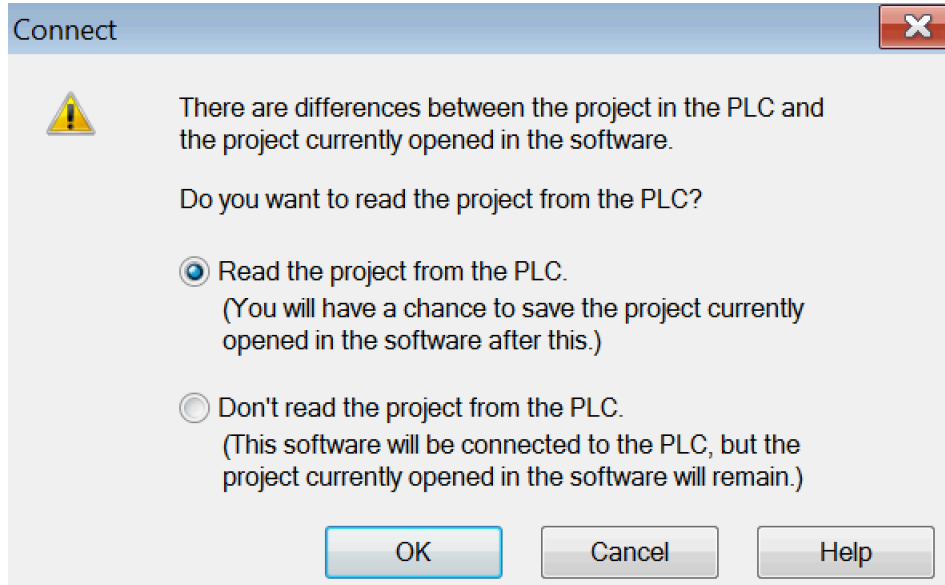 Connect
There are differences between the project in the PLC and
the project currently opened in the software.
Do you want to read the project from the PLC?
Read the project from the PLC.
(You will have a chance to save the project currently
opened in the software after this.)
Don't read the project from the PLC.
(This software will be connected to the PLC, but the
project currently opened in the software will remain.)
OK Cancel Help